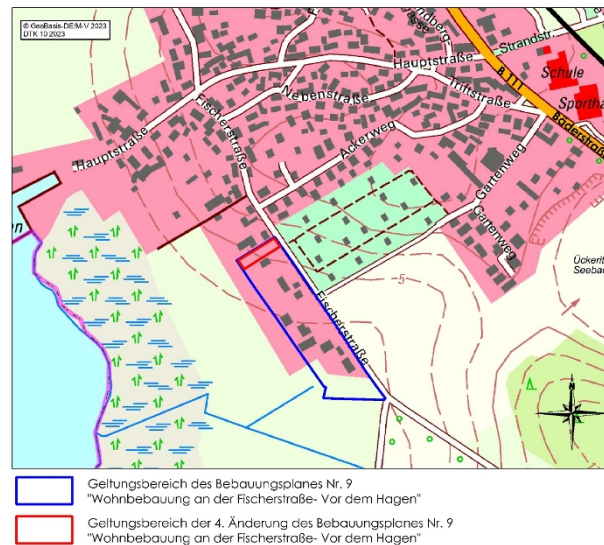 © GeoBasis-DE/M-V 2023
DTK 10 2023
Strandstr.
Hauptstraße
B 111
Schule
Triftstraße
Nebenstraße
Fischerstraße
Hauptstraße
Ackerweg
Bäderstraße
Gartenweg
Gartenweg
5
Fischerstraße
N
Geltungsbereich des Bebauungsplanes Nr. 9
"Wohnbebauung an der Fischerstraße- Vor dem Hagen"
Geltungsbereich der 4. Änderung des Bebauungsplanes Nr. 9
"Wohnbebauung an der Fischerstraße- Vor dem Hagen"